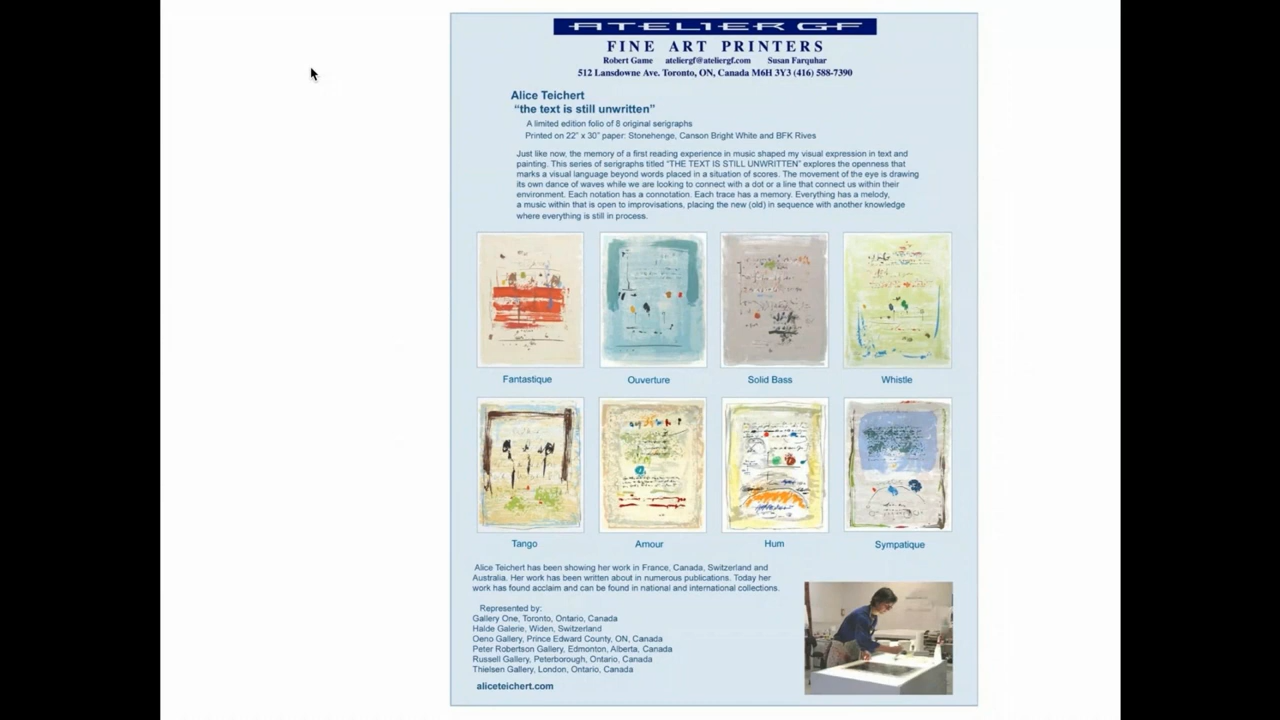 ATELIER GF
FINE ART PRINTERS
Robert Game ateliergf@ateliergf.com Susan Farquhar
512 Lansdowne Ave. Toronto, ON, Canada M6H 3Y3 (416) 588-7390
Alice Teichert
"the text is still unwritten"
A limited edition folio of 8 original serigraphs
Printed on 22" x 30" paper: Stonehenge, Canson Bright White and BFK Rives
Just like now, the memory of a first reading experience in music shaped my visual expression in text and
painting. This series of serigraphs titled "THE TEXT IS STILL UNWRITTEN" explores the openness that
marks a visual language beyond words placed in a situation of scores. The movement of the eye is drawing
its own dance of waves while we are looking to connect with a dot or a line that connect us within their
environment. Each notation has a connotation. Each trace has a memory. Everything has a melody,
a music within that is open to improvisations, placing the new (old) in sequence with another knowledge
where everything is still in process.
Fantastique Ouverture Solid Bass Whistle
Tango Amour Hum Sympatique
Alice Teichert has been showing her work in France, Canada, Switzerland and
Australia. Her work has been written about in numerous publications. Today her
work has found acclaim and can be found in national and international collections.
Represented by:
Gallery One, Toronto, Ontario, Canada
Halde Galerie, Widen, Switzerland
Oeno Gallery, Prince Edward County, ON, Canada
Peter Robertson Gallery, Edmonton, Alberta, Canada
Russell Gallery, Peterborough, Ontario, Canada
Thielsen Gallery, London, Ontario, Canada
aliceteichert.com